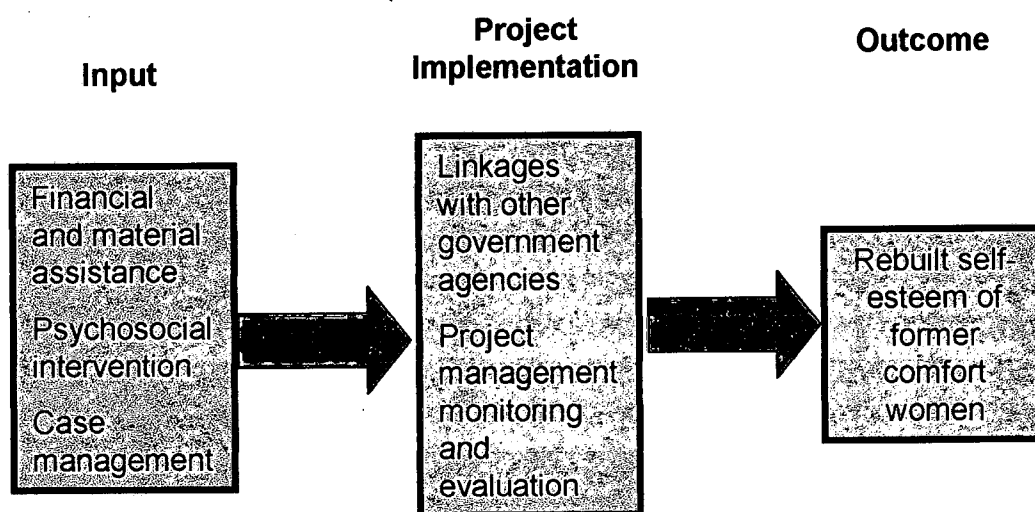 Input
Financial
and material
assistance
Psychosocial
intervention
Case
management
Project
Implementation
Linkages
with other
government
agencies
Project
management
monitoring
and
evaluation
Outcome
Rebuilt self-
esteem of
former
comfort
women